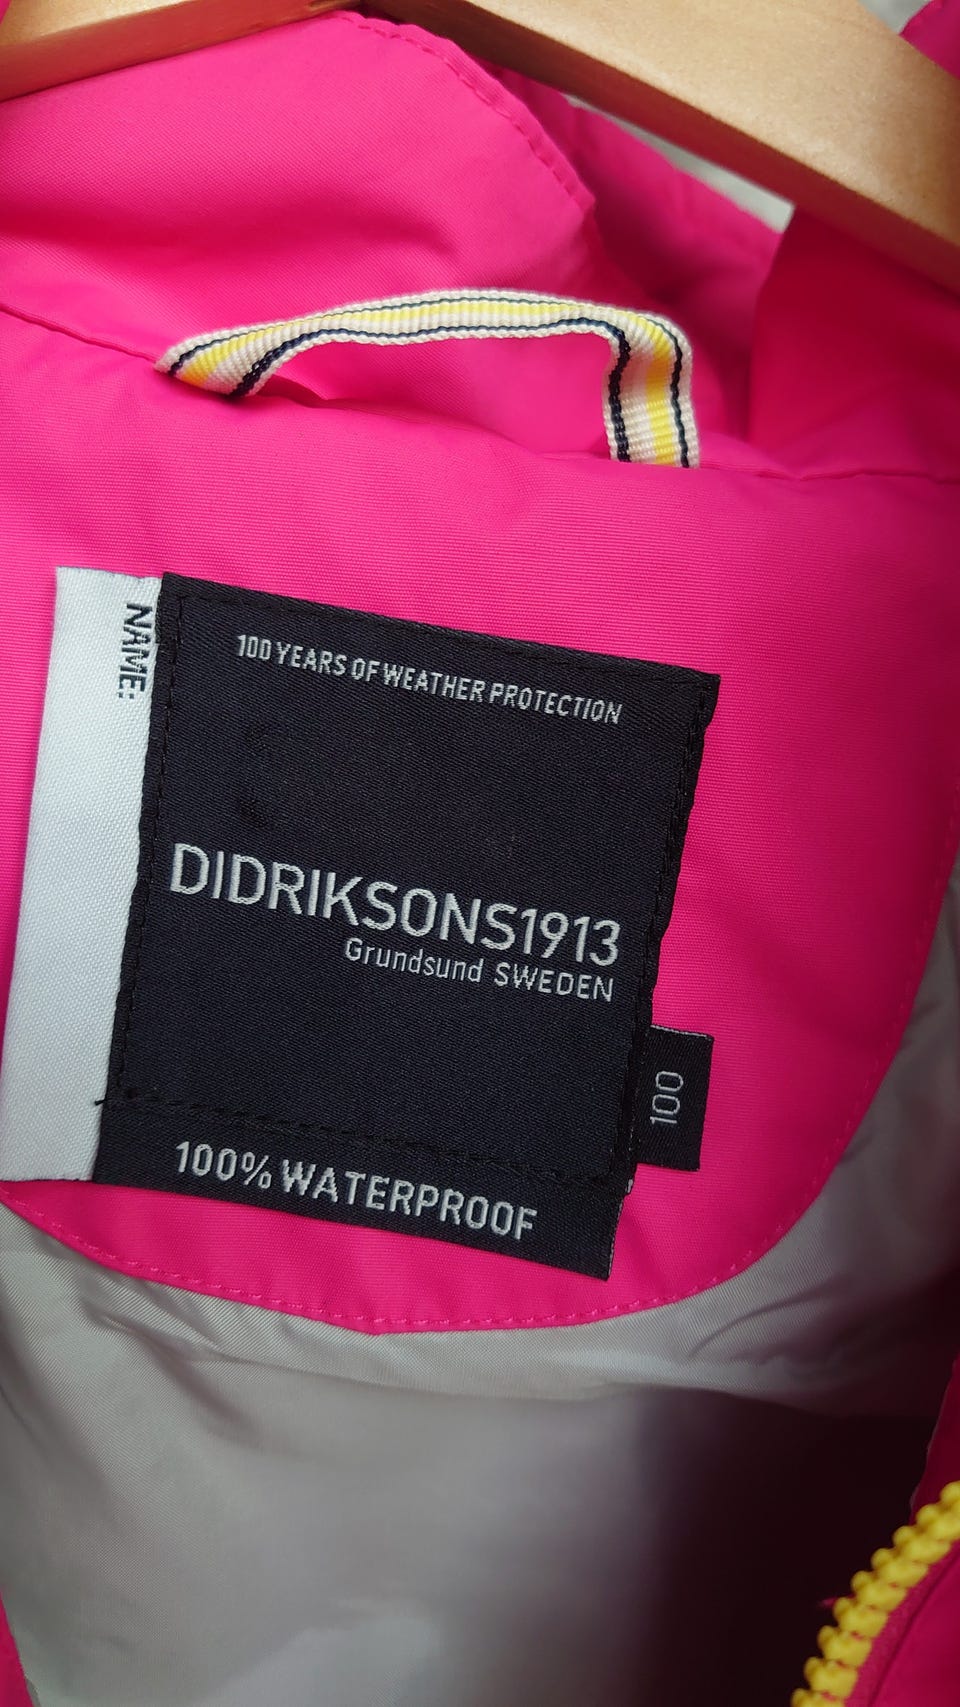 NAME:
100 YEARS OF WEATHER PROTECTION
DIDRIKSONS1913
Grundsund SWEDEN
100
100% WATERPROOF